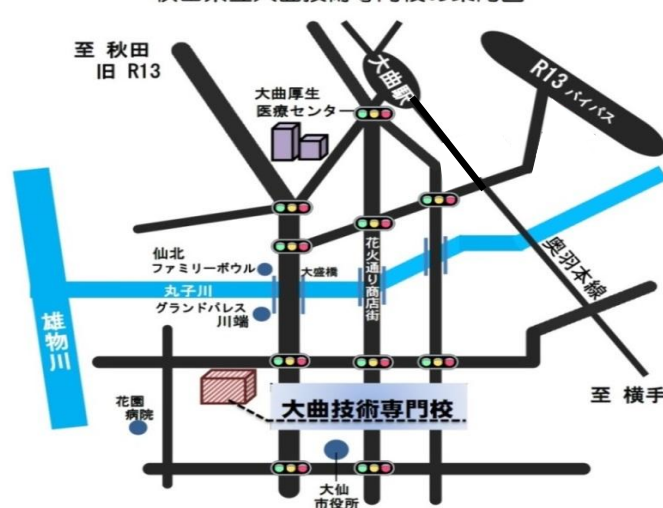 至 秋田
旧 R13
大曲駅
R13 バイパス
大曲厚生
医療センター
仙北
ファミリーボウル
大盛橋
花火通り商店街
奥羽本線
丸子川
グランドパレス
川端
雄物川
至 横手
花園
病院
大曲技術専門校
大仙
市役所